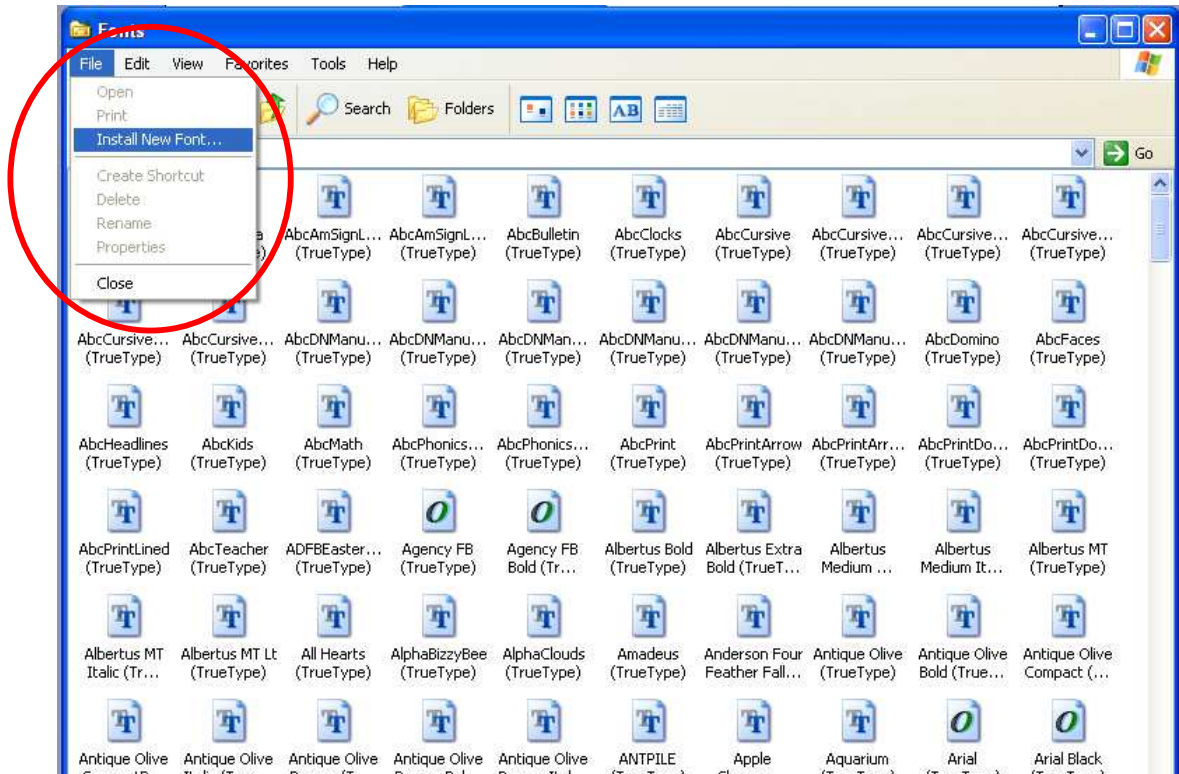 Fonts
File Edit View Favorites Tools Help
Open
Print
Install New Font...
Create Shortcut
Delete
Rename
Properties
Close
Search Folders AB
Go
AbcAmSignL... AbcAmSignL... AbcBulletin AbcClocks AbcCursive AbcCursive... AbcCursive... AbcCursive...
(TrueType) (TrueType) (TrueType) (TrueType) (TrueType) (TrueType) (TrueType) (TrueType)
AbcCursive... AbcCursive... AbcDNManu... AbcDNManu... AbcDNMan... AbcDNManu... AbcDNManu... AbcDNManu... AbcDomino AbcFaces
(TrueType) (TrueType) (TrueType) (TrueType) (TrueType) (TrueType) (TrueType) (TrueType) (TrueType) (TrueType)
AbcHeadlines AbcKids AbcMath AbcPhonics... AbcPhonics... AbcPrint AbcPrintArrow AbcPrintArr... AbcPrintDo... AbcPrintDo...
(TrueType) (TrueType) (TrueType) (TrueType) (TrueType) (TrueType) (TrueType) (TrueType) (TrueType) (TrueType)
AbcPrintLined AbcTeacher ADFBEaster... Agency FB Agency FB Albertus Bold Albertus Extra Albertus Albertus Albertus MT
(TrueType) (TrueType) (TrueType) (TrueType) Bold (Tr... (TrueType) Bold (TrueT... Medium ... Medium It... (TrueType)
Albertus MT Albertus MT Lt All Hearts AlphaBizzyBee AlphaClouds Amadeus Anderson Four Antique Olive Antique Olive Antique Olive
Italic (Tr... (TrueType) (TrueType) (TrueType) (TrueType) (TrueType) Feather Fall... (TrueType) Bold (True... Compact (...
Antique Olive Antique Olive Antique Olive Antique Olive Antique Olive ANTPILE Apple Aquarium Arial Arial Black